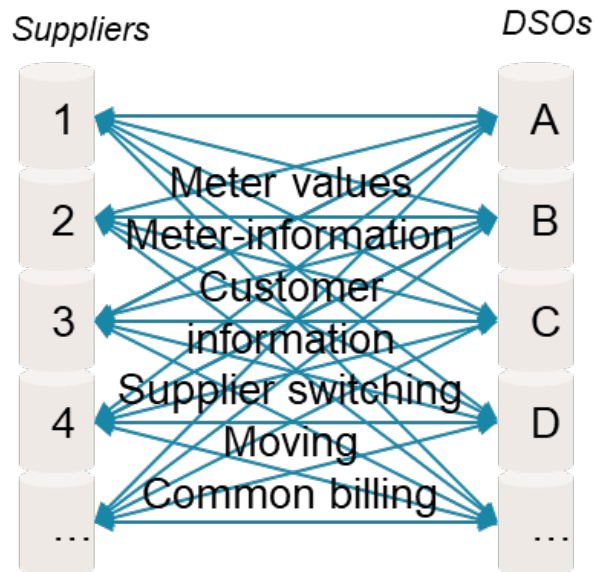 Suppliers
DSOs
1
A
Meter values
2
B
Meter-information
Customer
3
C
information
Supplier switching
4
D
Moving
Common billing
...
...